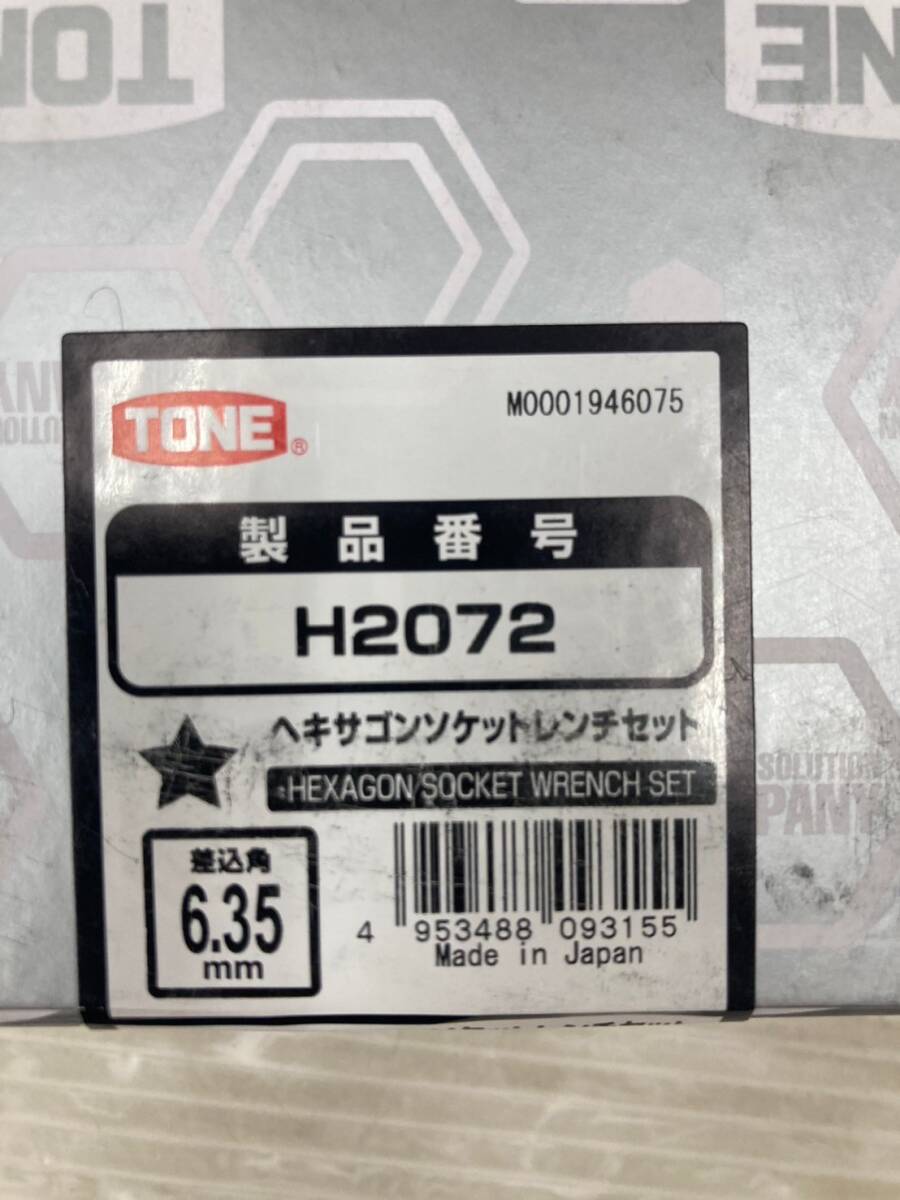 TONE
M0001946075
TONE®
製品番号
H2072
ヘキサゴンソケットレンチセット
HEXAGON SOCKET WRENCH SET
SOLUTION
差込角
6.35
mm
4 953488 093155
Made in Japan